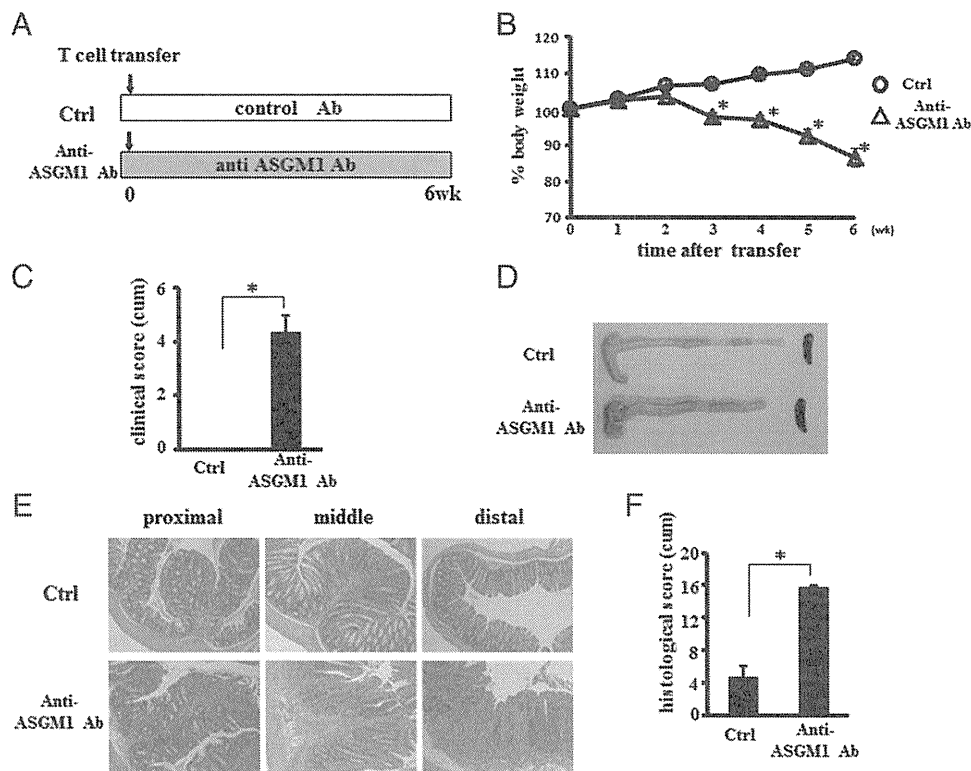 A
T cell transfer
Ctrl
control Ab
Anti-
ASGM1 Ab
anti ASGM1 Ab
0
6wk
B
% body weight
120
110
100
90
80
70
0 1 2 3 4 5 6 (wk)
time after transfer
* * * *
Ctrl
Anti-
ASGM1 Ab
C
clinical score (cum)
6
4
2
0
*
Ctrl
Anti-
ASGM1 Ab
D
Ctrl
Anti-
ASGM1 Ab
E
proximal middle distal
Ctrl
Anti-
ASGM1 Ab
F
histological score (cum)
20
16
12
8
4
0
*
Ctrl
Anti-
ASGM1 Ab